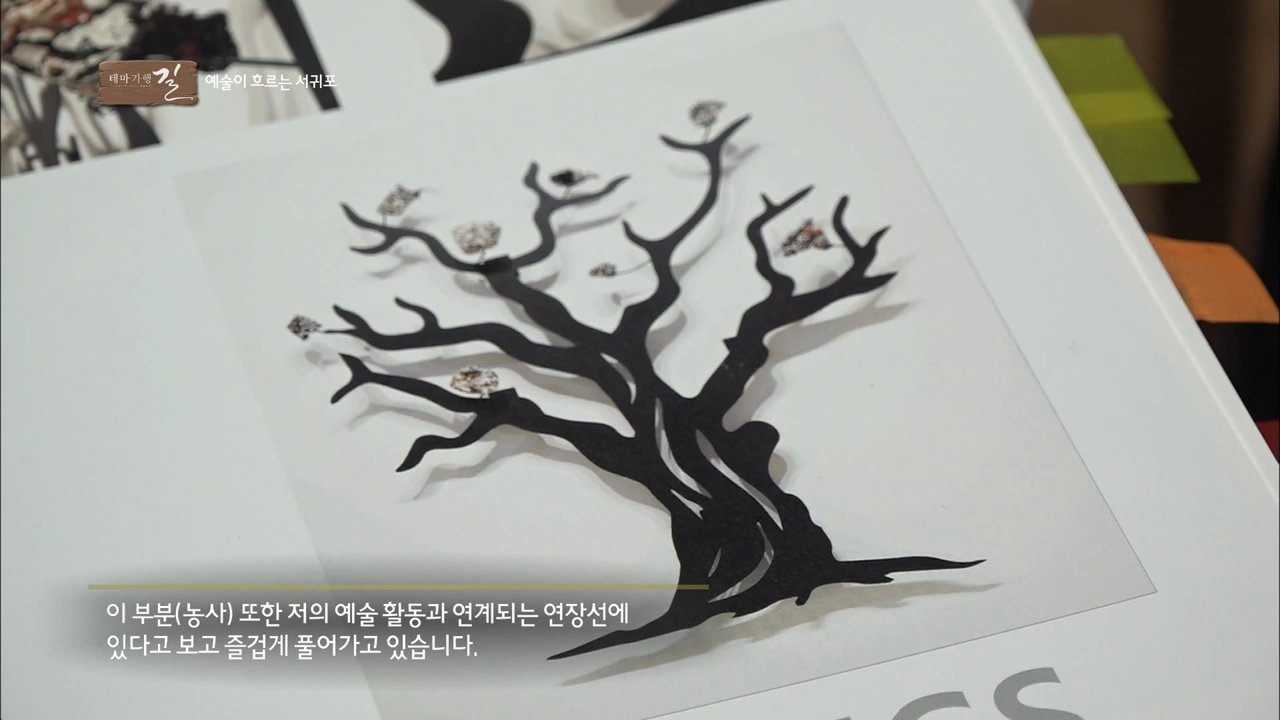 테마기행 길 예술이 흐르는 서귀포
이 부분(농사) 또한 저의 예술 활동과 연계되는 연장선에
있다고 보고 즐겁게 풀어가고 있습니다.
CS